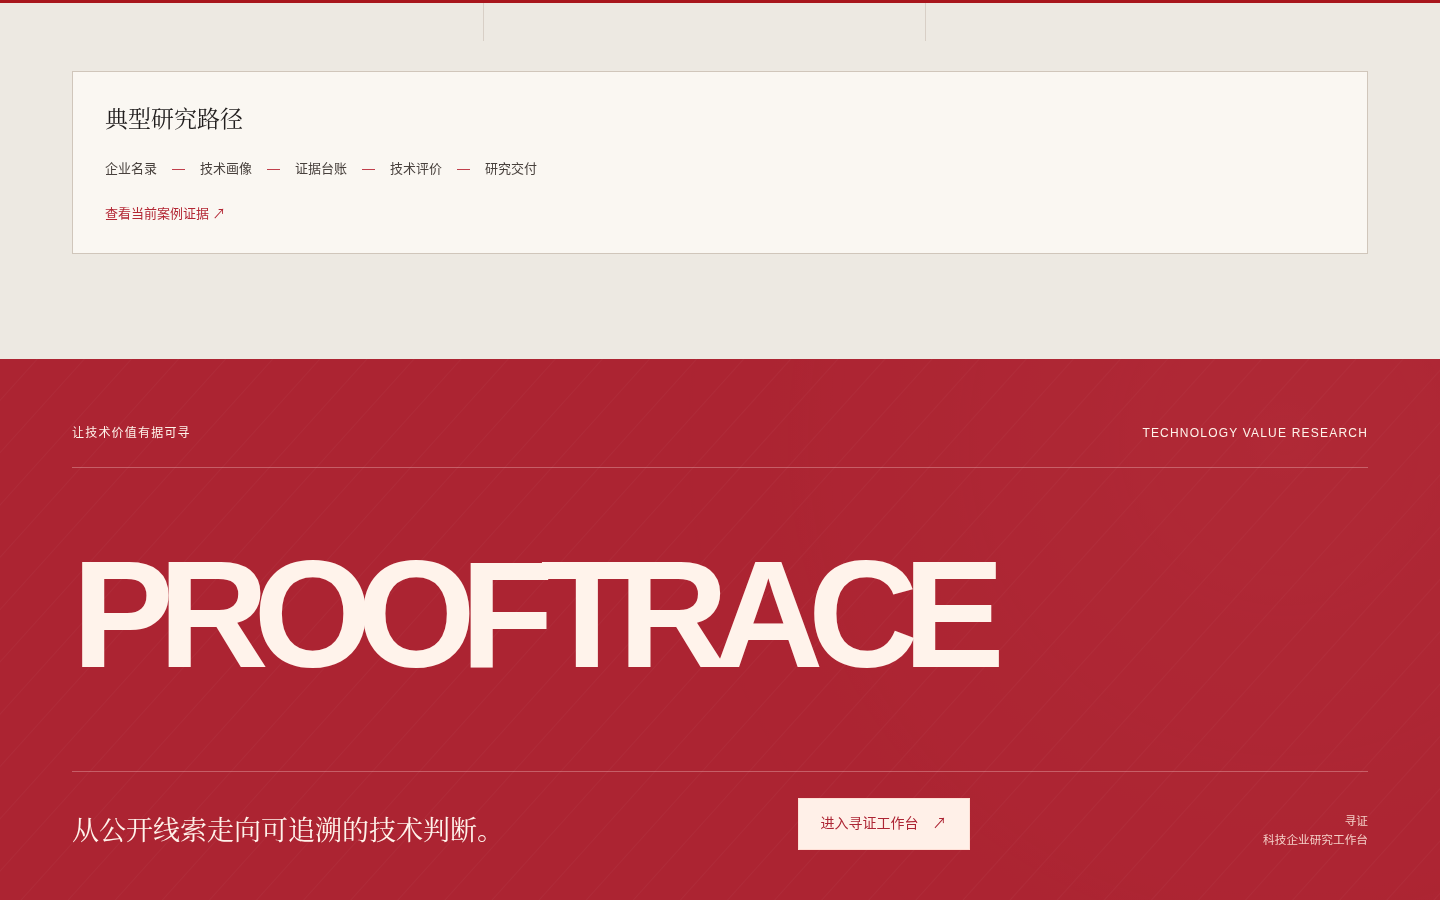 典型研究路径
企业名录 — 技术画像 — 证据台账 — 技术评价 — 研究交付
查看当前案例证据 ↗
让技术价值有据可寻
TECHNOLOGY VALUE RESEARCH
PROOFTRACE
从公开线索走向可追溯的技术判断。
进入寻证工作台 ↗
寻证
科技企业研究工作台